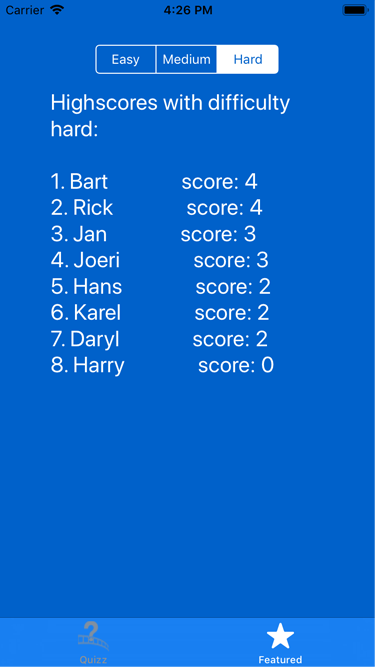 Carrier 4:26 PM
Easy Medium Hard
Highscores with difficulty
hard:
1. Bart score: 4
2. Rick score: 4
3. Jan score: 3
4. Joeri score: 3
5. Hans score: 2
6. Karel score: 2
7. Daryl score: 2
8. Harry score: 0
?
Quizz Featured